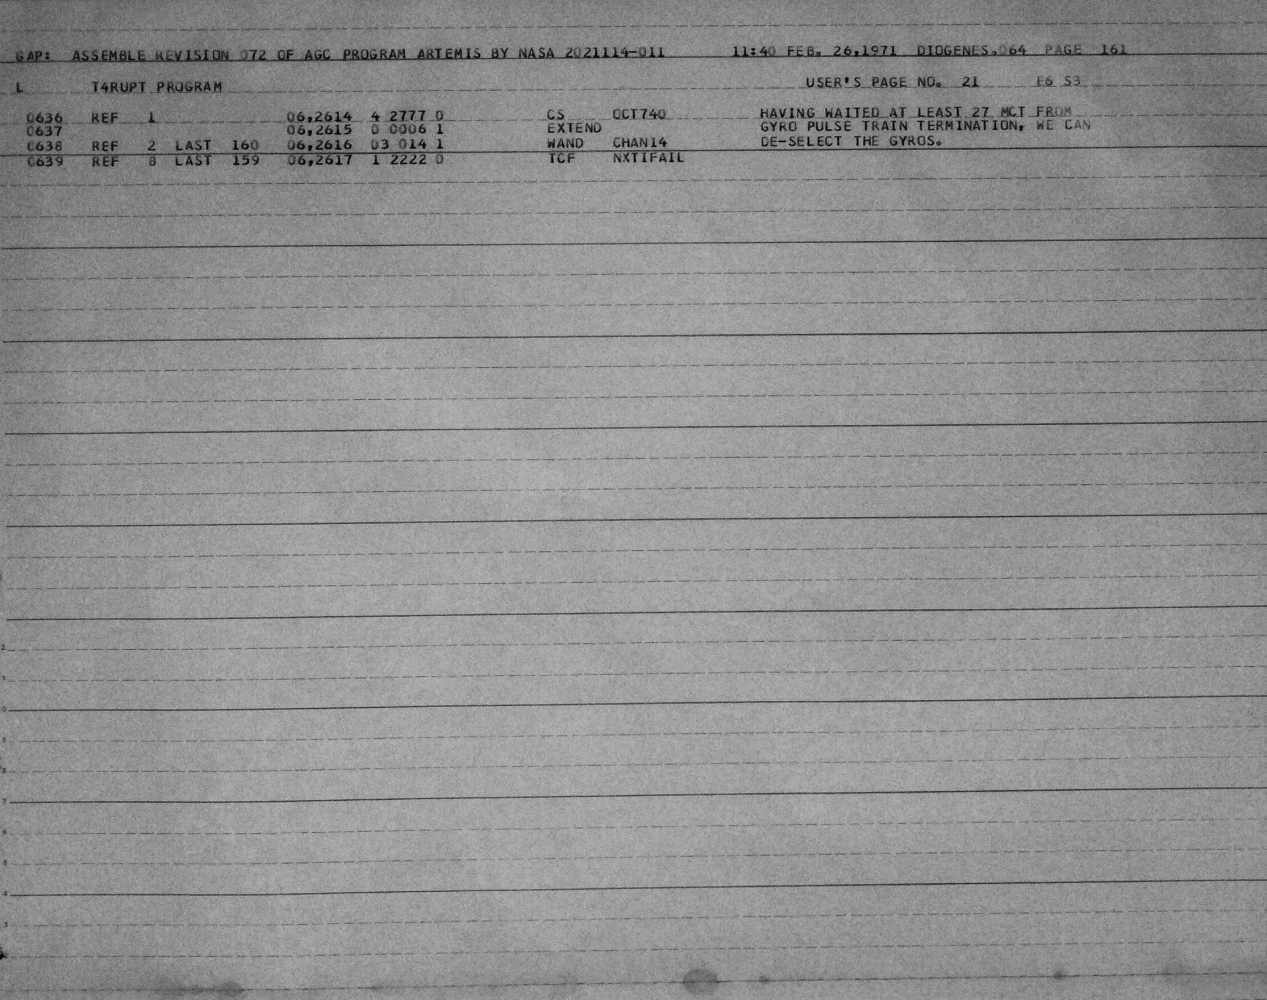 GAP: ASSEMBLE REVISION 072 OF AGC PROGRAM ARTEMIS BY NASA 2021114-011 11:40 FEB. 26,1971 DIOGENES.064 PAGE 161
L T4RUPT PROGRAM USER'S PAGE NO. 21 E6 S3
0636 REF 1 06,2614 4 2777 0 CS OCT740 HAVING WAITED AT LEAST 27 MCT FROM
0637 06,2615 0 0006 1 EXTEND GYRO PULSE TRAIN TERMINATION, WE CAN
0638 REF 2 LAST 160 06,2616 03 014 1 WAND CHAN14 DE-SELECT THE GYROS.
0639 REF 8 LAST 159 06,2617 1 2222 0 TCF NXTIFAIL